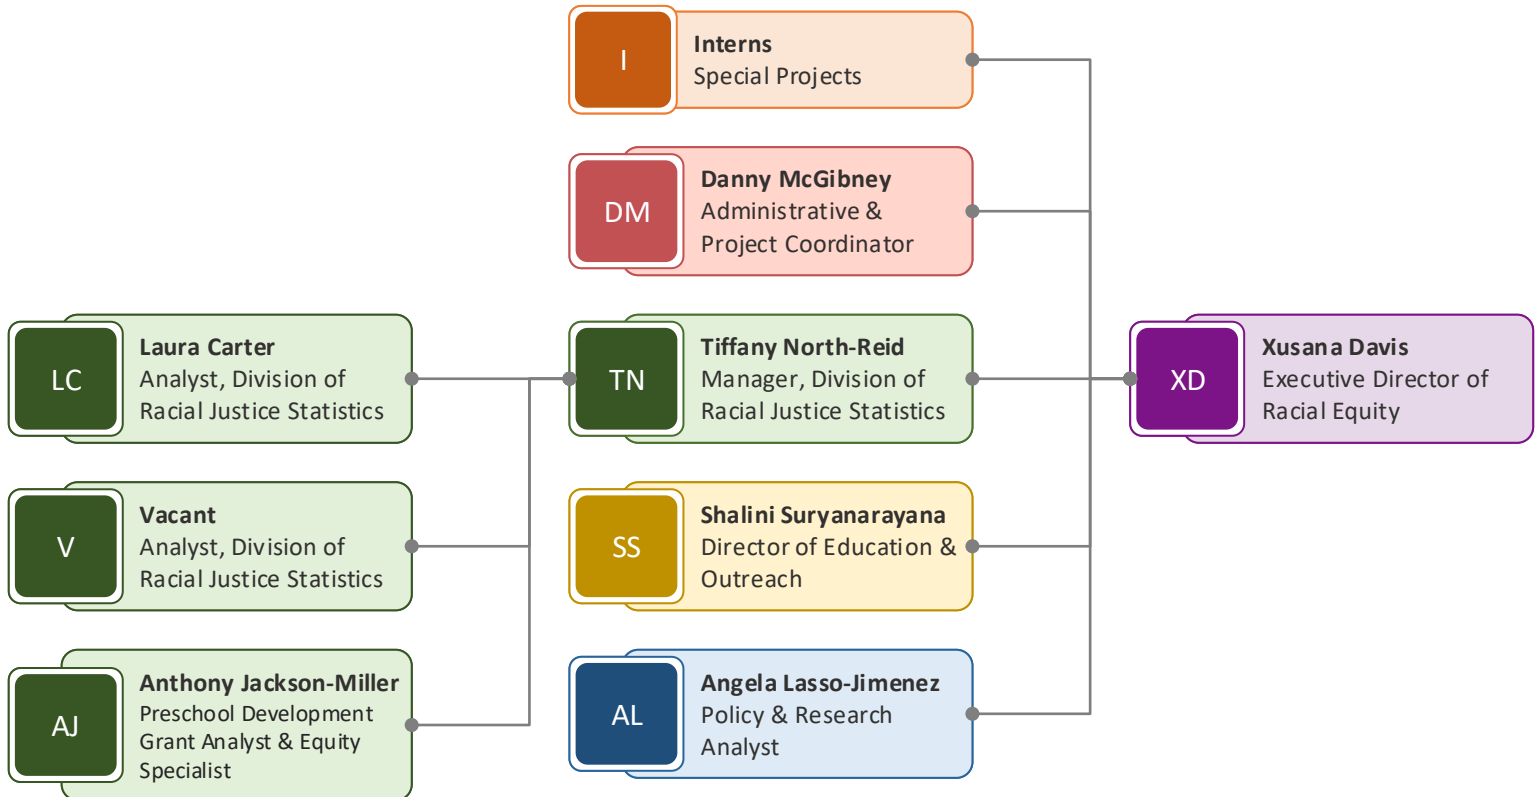 I
Interns
Special Projects
DM
Danny McGibney
Administrative &
Project Coordinator
LC
Laura Carter
Analyst, Division of
Racial Justice Statistics
TN
Tiffany North-Reid
Manager, Division of
Racial Justice Statistics
XD
Xusana Davis
Executive Director of
Racial Equity
V
Vacant
Analyst, Division of
Racial Justice Statistics
SS
Shalini Suryanarayana
Director of Education &
Outreach
AJ
Anthony Jackson-Miller
Preschool Development
Grant Analyst & Equity
Specialist
AL
Angela Lasso-Jimenez
Policy & Research
Analyst